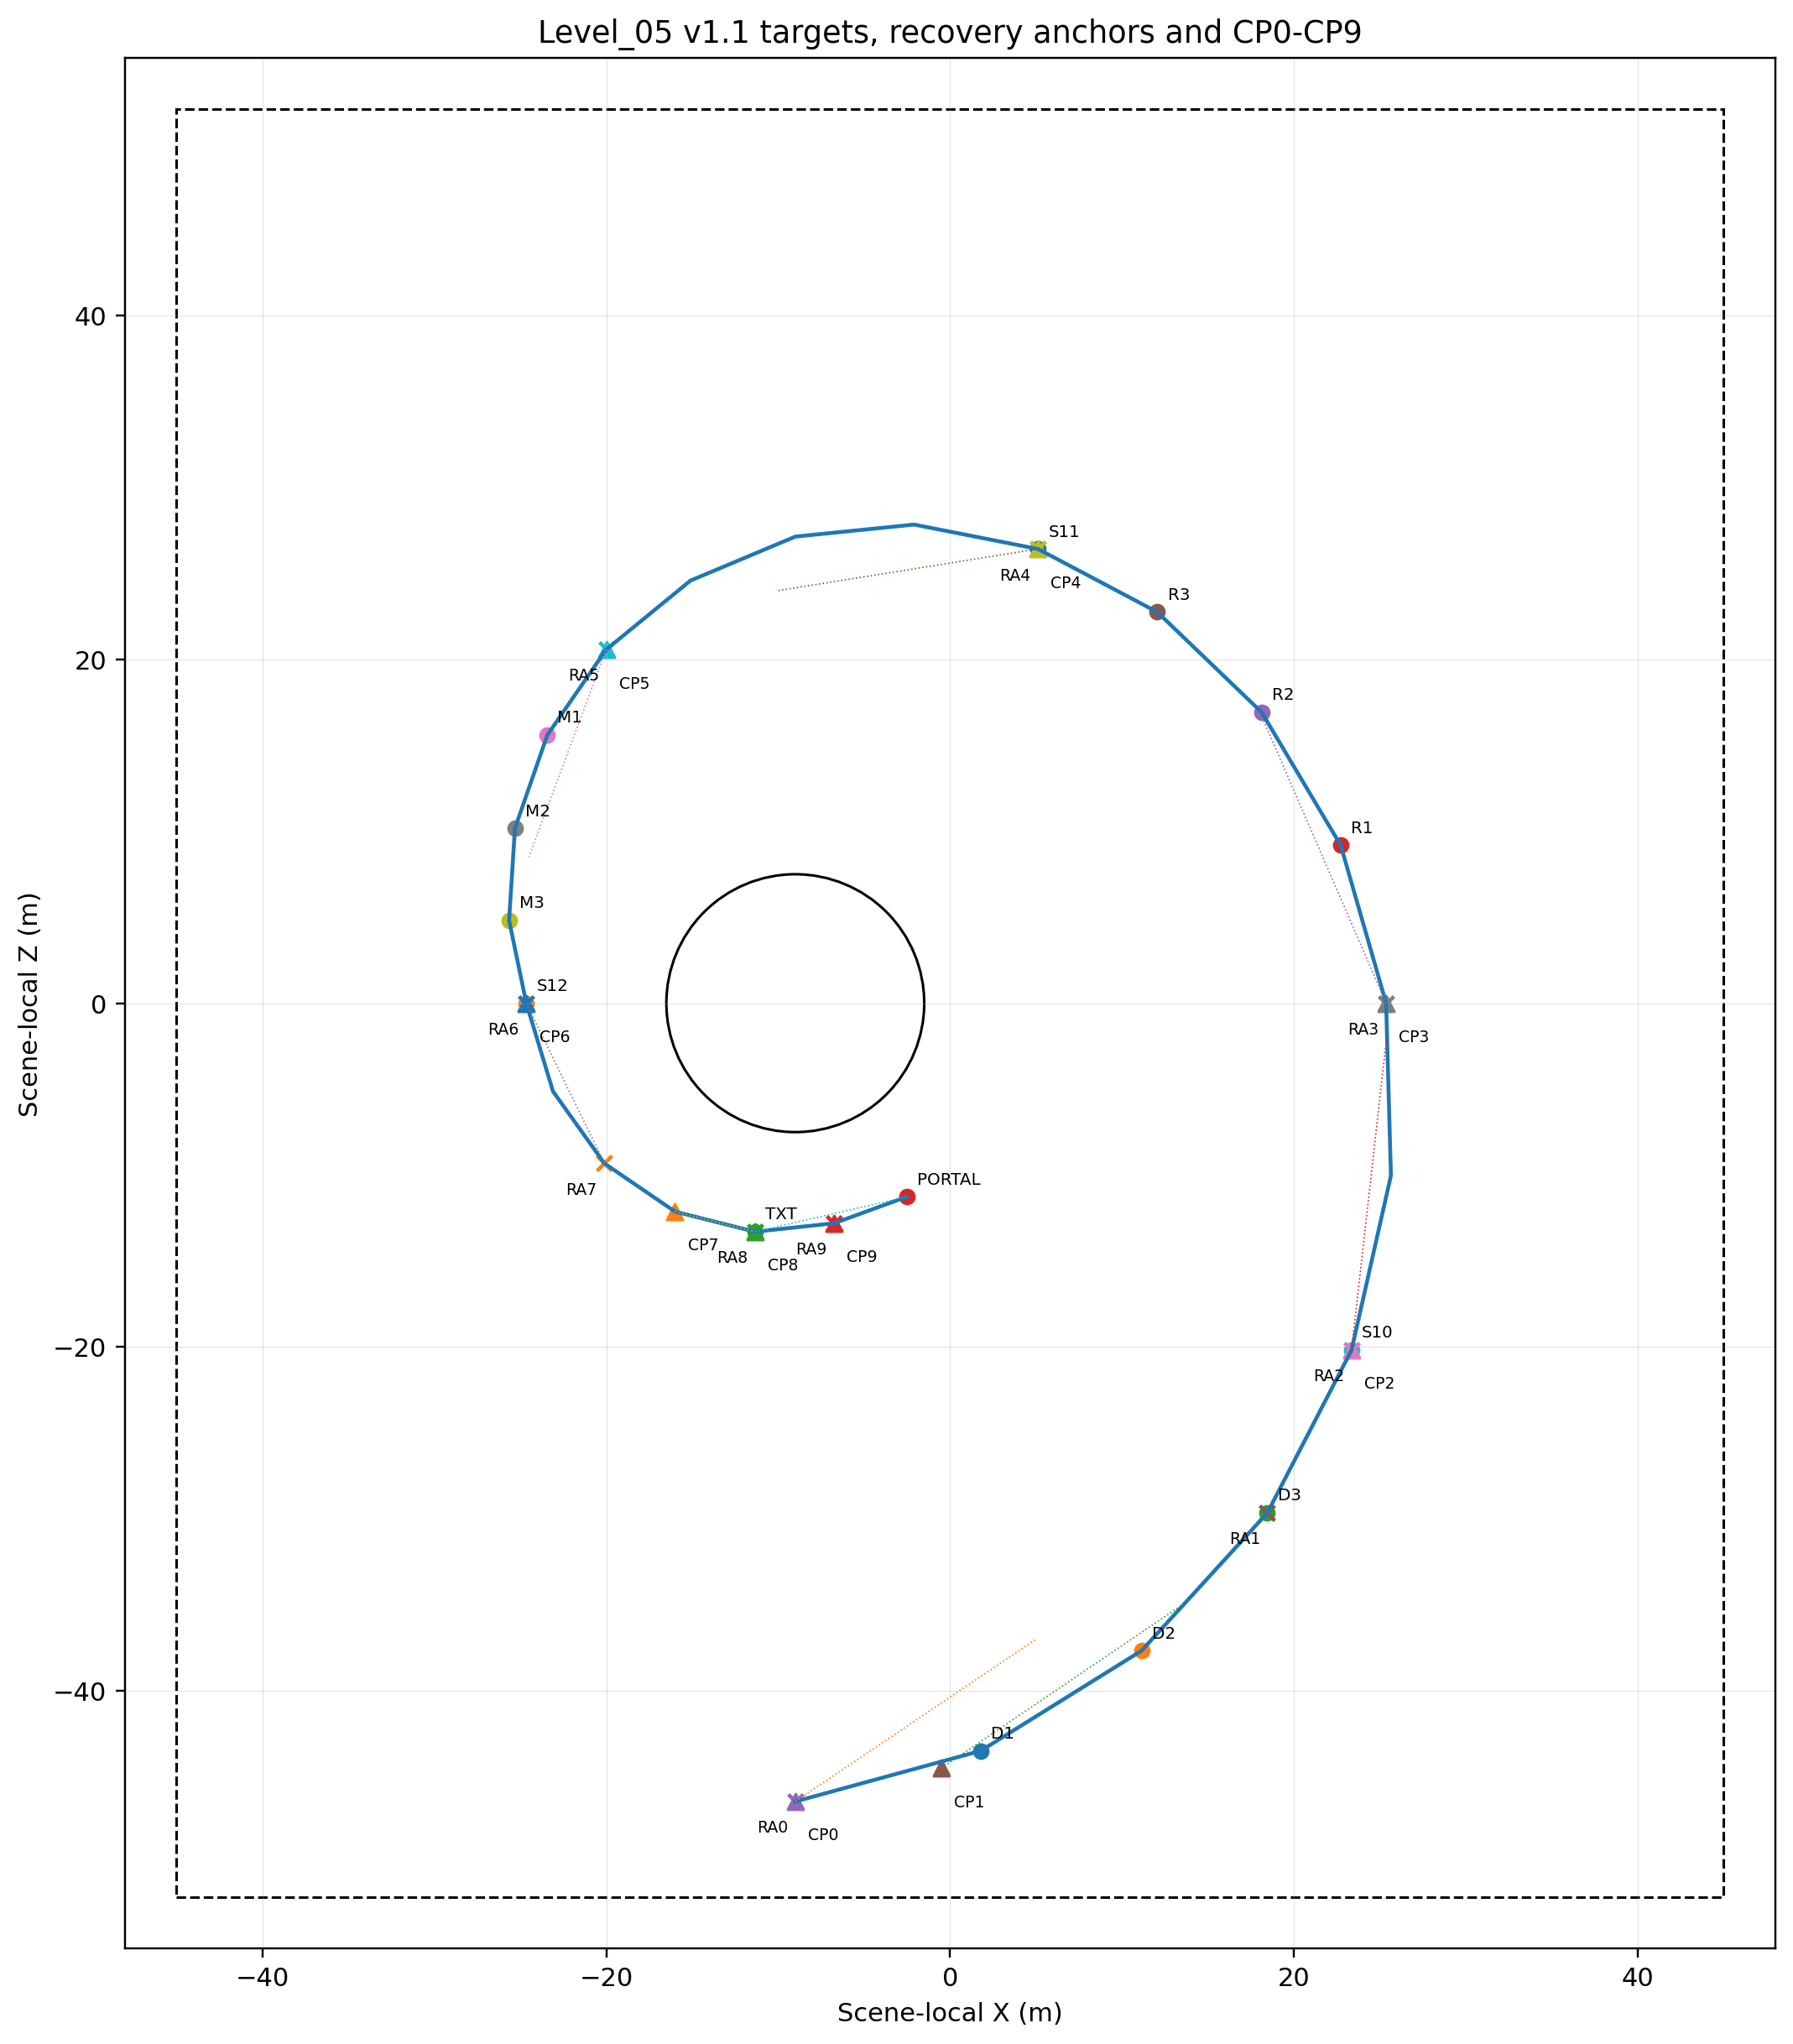 Level_05 v1.1 targets, recovery anchors and CP0-CP9
40
S11
RA4
CP4
R3
20
RA5
CP5
R2
M1
M2
R1
M3
Scene-local Z (m)
0
S12
RA6
CP6
RA3
CP3
RA7
PORTAL
TXT
CP7
RA8
CP8
RA9
CP9
−20
S10
RA2
CP2
D3
RA1
D2
−40
D1
CP1
RA0
CP0
−40
−20
0
20
40
Scene-local X (m)